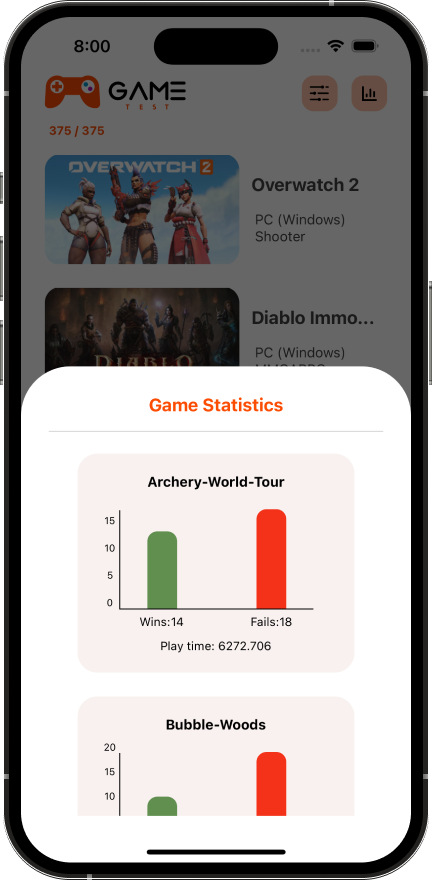 8:00
GAME
TEST
375 / 375
OVERWATCH 2
Overwatch 2
PC (Windows)
Shooter
DIABLO
Diablo Immo...
PC (Windows)
Game Statistics
Archery-World-Tour
15
10
5
0
Wins:14
Fails:18
Play time: 6272.706
Bubble-Woods
20
15
10